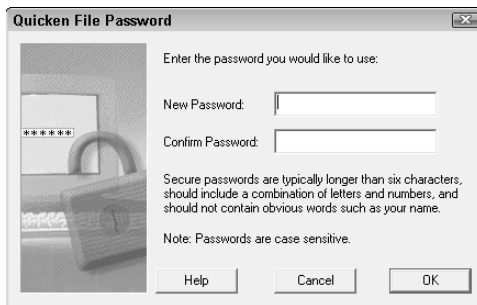 Quicken File Password
Enter the password you would like to use:
New Password:
Confirm Password:
******
Secure passwords are typically longer than six characters,
should include a combination of letters and numbers, and
should not contain obvious words such as your name.
Note: Passwords are case sensitive.
Help Cancel OK